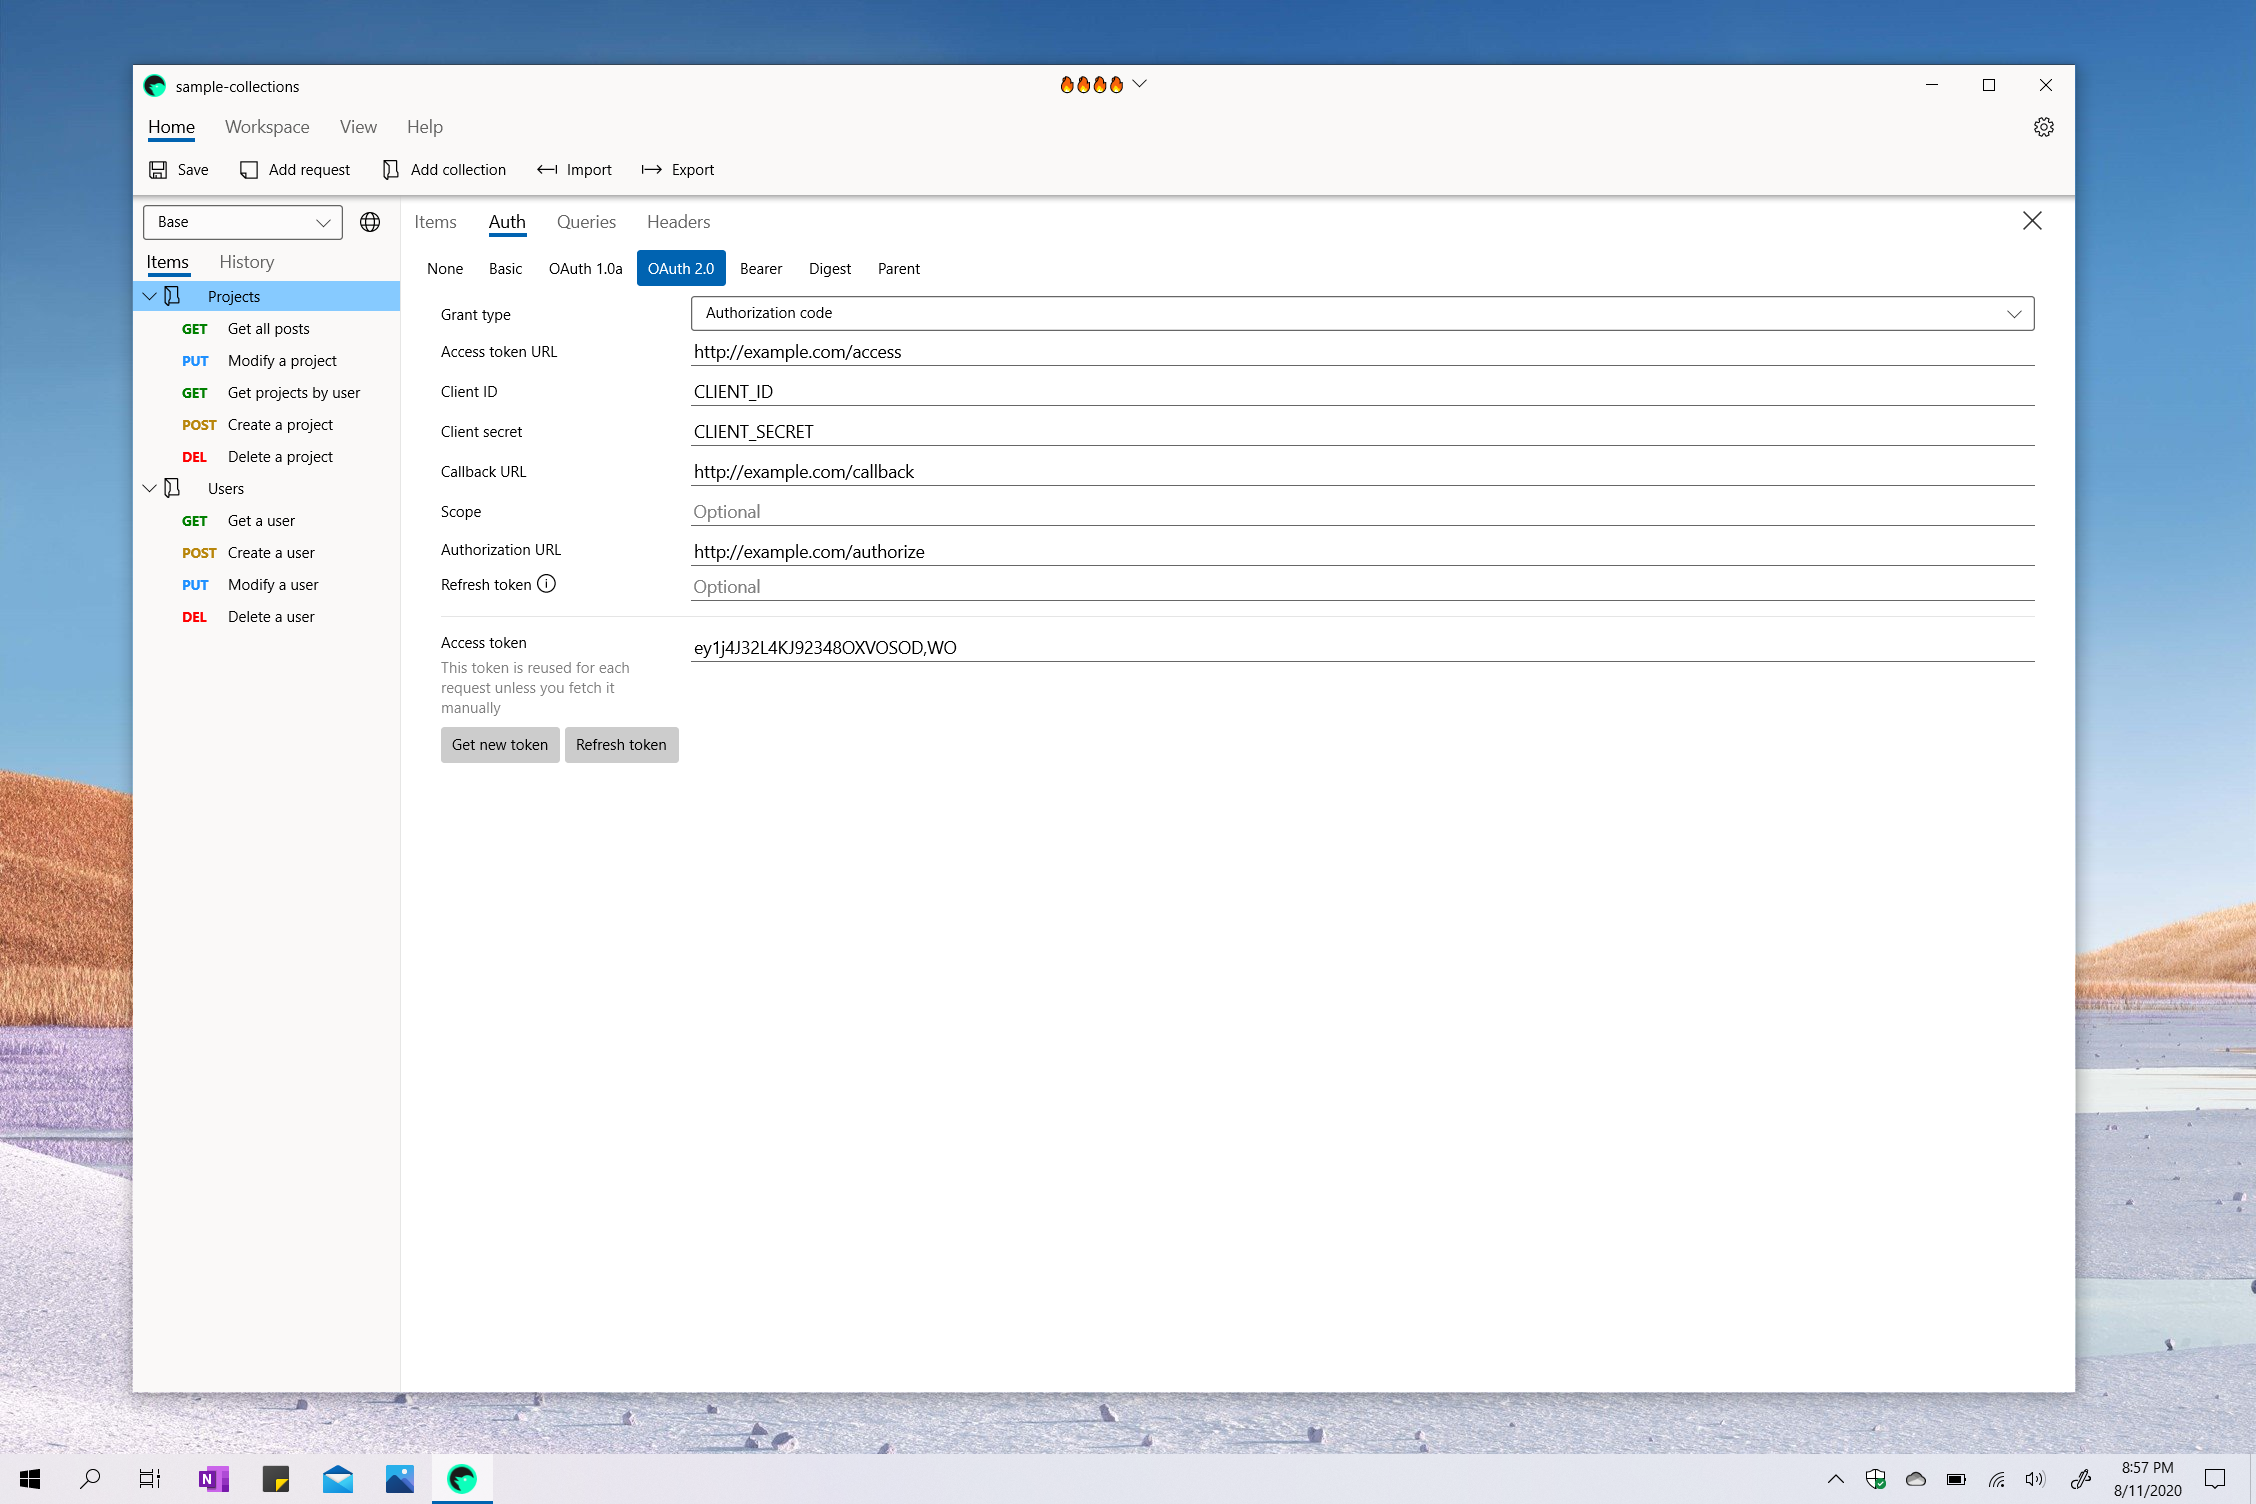 sample-collections
🔥🔥🔥🔥
Home Workspace View Help
Save Add request Add collection Import Export
Base
Items History
Projects
GET Get all posts
PUT Modify a project
GET Get projects by user
POST Create a project
DEL Delete a project
Users
GET Get a user
POST Create a user
PUT Modify a user
DEL Delete a user
Items Auth Queries Headers
None Basic OAuth 1.0a OAuth 2.0 Bearer Digest Parent
Grant type Authorization code
Access token URL http://example.com/access
Client ID CLIENT_ID
Client secret CLIENT_SECRET
Callback URL http://example.com/callback
Scope Optional
Authorization URL http://example.com/authorize
Refresh token Optional
Access token ey1j4J32L4KJ92348OXVOSOD,WO
This token is reused for each
request unless you fetch it
manually
Get new token Refresh token
N
8:57 PM
8/11/2020